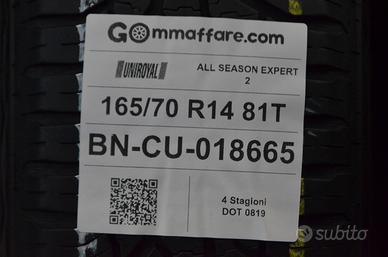 GOmmaffare.com
UNIROYAL
ALL SEASON EXPERT
2
165/70 R14 81T
BN-CU-018665
4 Stagioni
DOT 0819
subito